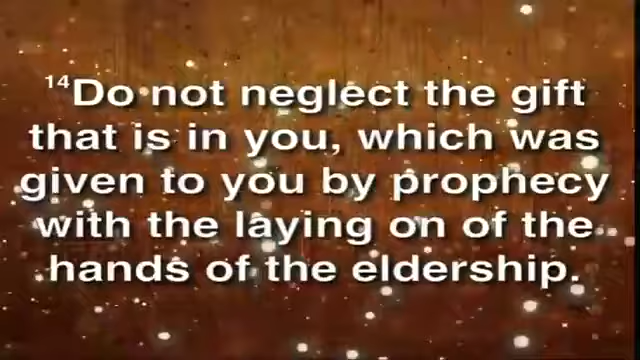 ¹⁴Do not neglect the gift
that is in you, which was
given to you by prophecy
with the laying on of the
hands of the eldership.